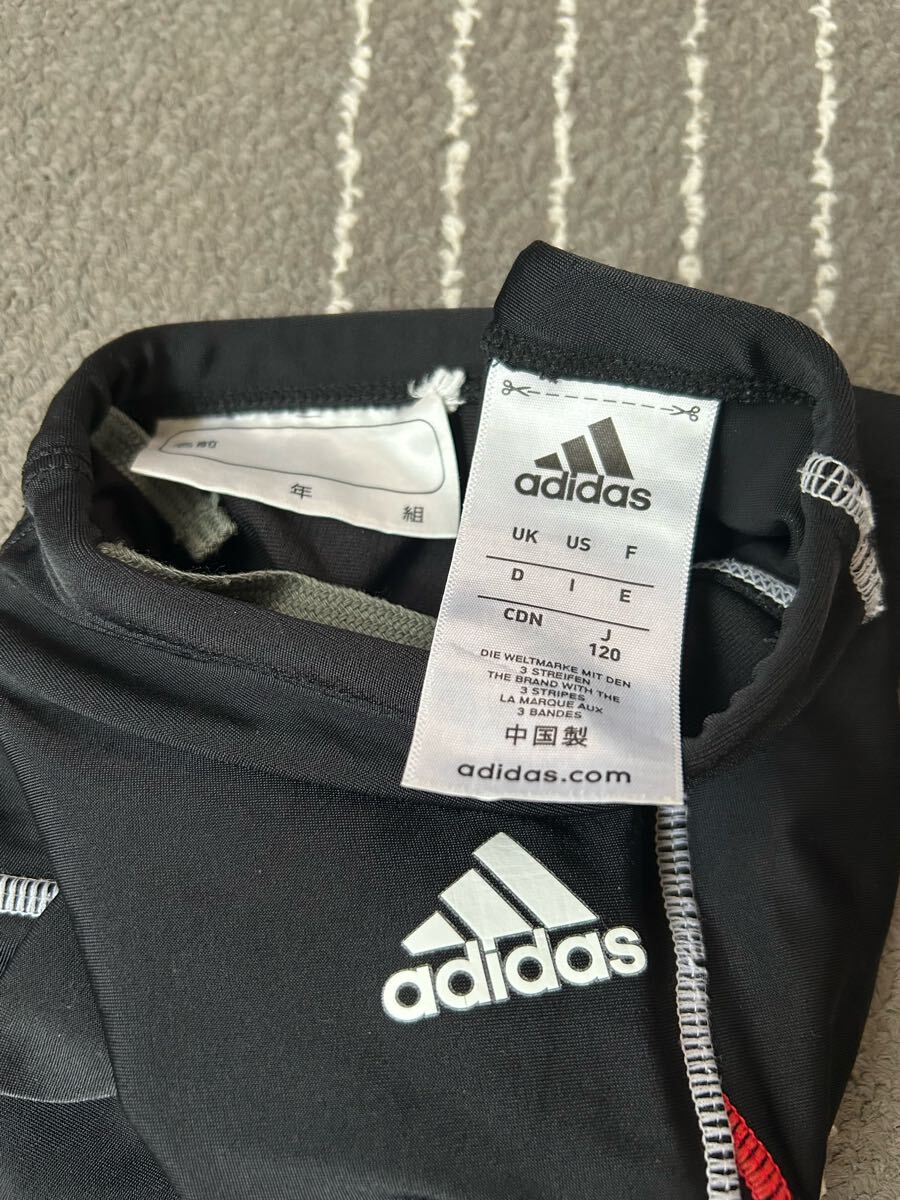 年
組
adidas
UK US F
D I E
CDN J
120
DIE WELTMARKE MIT DEN
3 STREIFEN
THE BRAND WITH THE
3 STRIPES
LA MARQUE AUX
3 BANDES
中国製
adidas.com
adidas